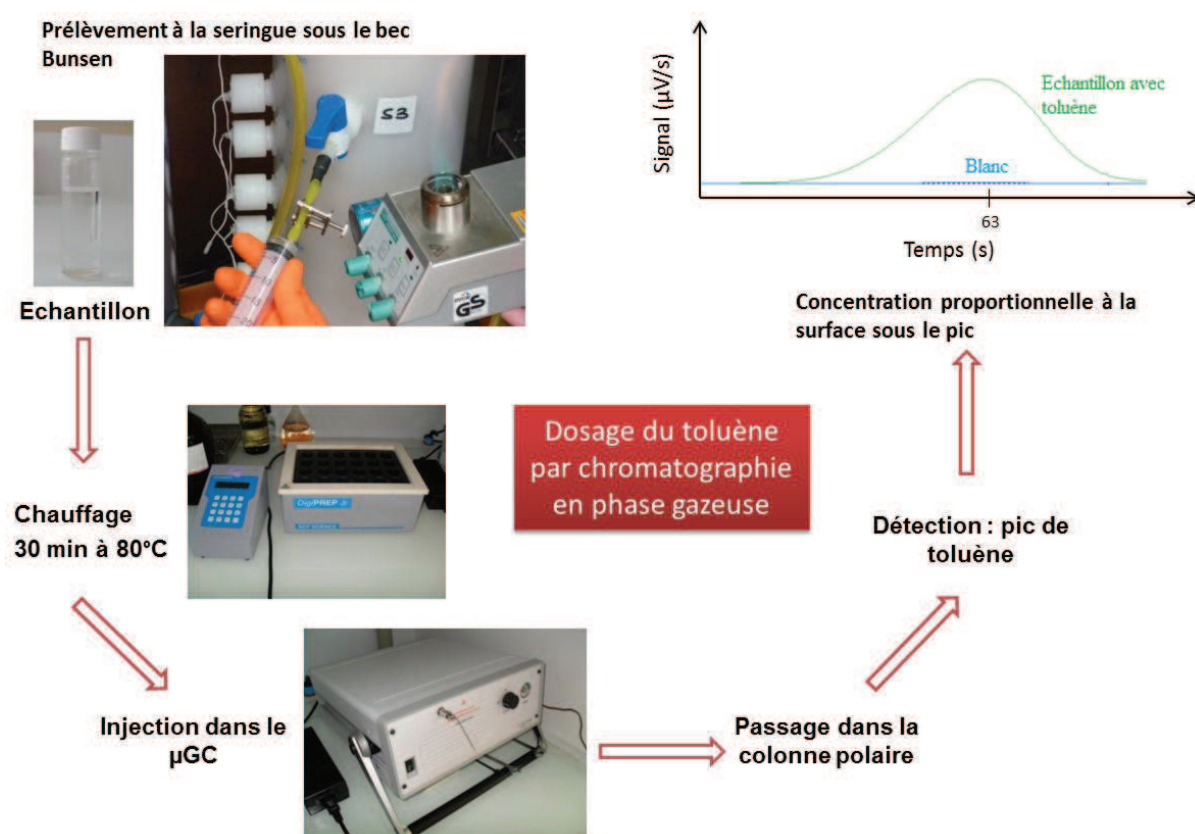 Prélèvement à la seringue sous le bec
Bunsen
S3
GS
Echantillon
Signal (µV/s)
Echantillon avec
toluène
Blanc
63
Temps (s)
Concentration proportionnelle à la
surface sous le pic
Chauffage
30 min à 80°C
DigiPREP Jr
Dosage du toluène
par chromatographie
en phase gazeuse
Détection : pic de
toluène
Injection dans le
µGC
Passage dans la
colonne polaire